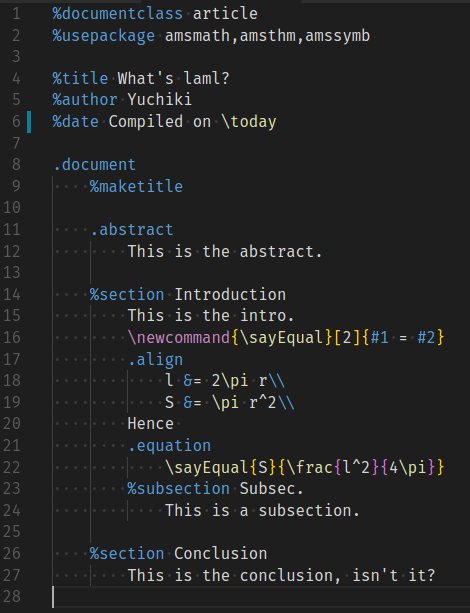 1 %documentclass article
2 %usepackage amsmath,amsthm,amssymb
3
4 %title What's laml?
5 %author Yuchiki
6 %date Compiled on \today
7
8 .document
9     %maketitle
10
11     .abstract
12         This is the abstract.
13
14     %section Introduction
15         This is the intro.
16         \newcommand{\sayEqual}[2]{#1 = #2}
17         .align
18             l &= 2\pi r\\
19             S &= \pi r^2\\
20         Hence
21         .equation
22             \sayEqual{S}{\frac{l^2}{4\pi}}
23         %subsection Subsec.
24             This is a subsection.
25
26     %section Conclusion
27         This is the conclusion, isn't it?
28